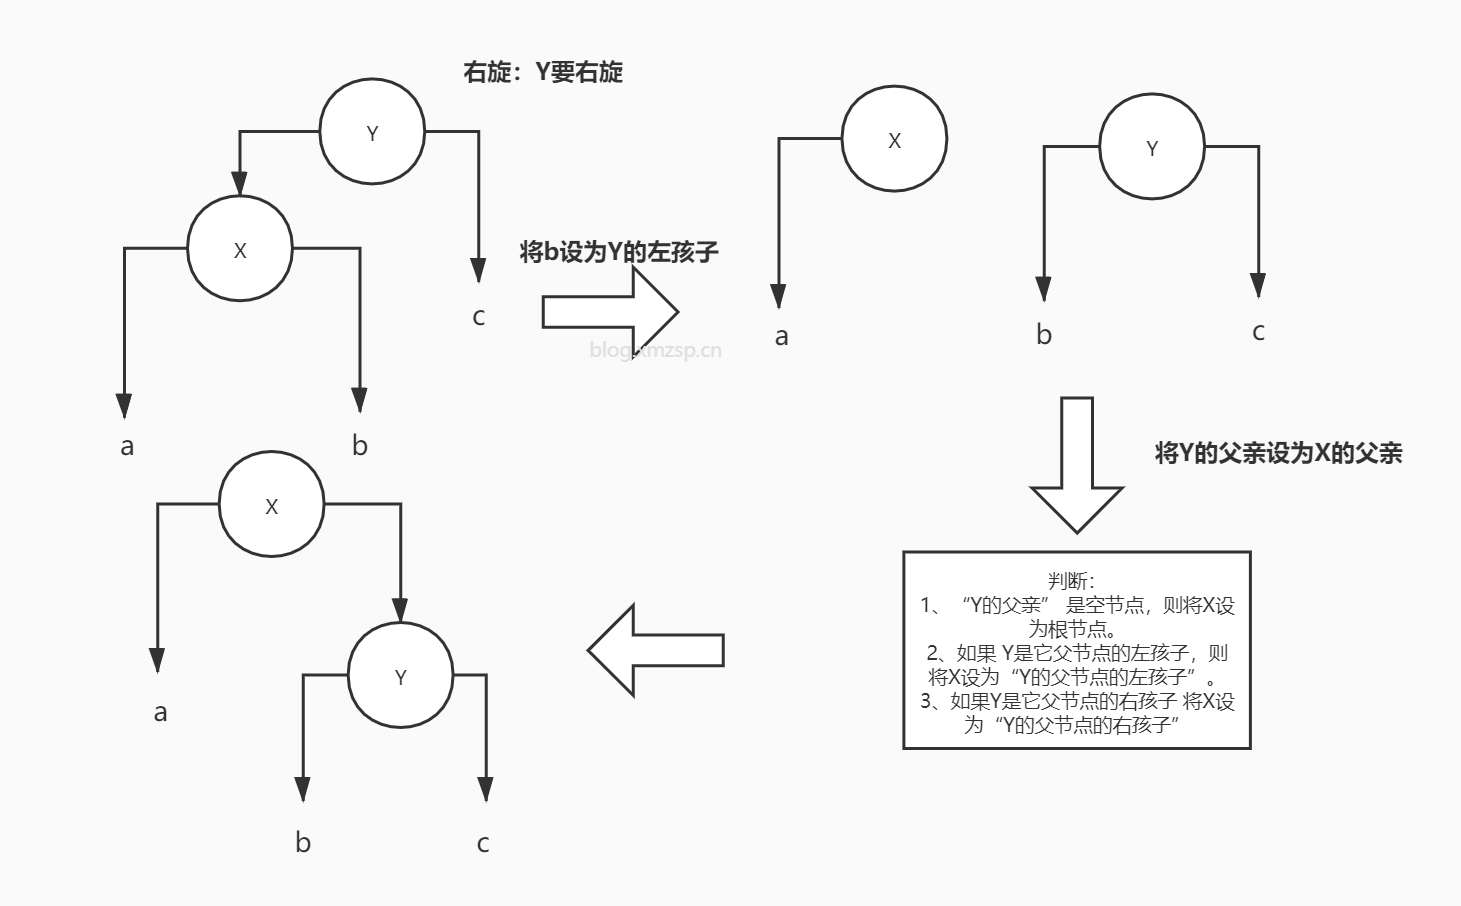 右旋：Y要右旋
Y
X
c
a
b
将b设为Y的左孩子
blog.xmzsp.cn
X
Y
a
b
c
将Y的父亲设为X的父亲
判断：
1、“Y的父亲” 是空节点，则将X设
为根节点。
2、如果 Y是它父节点的左孩子，则
将X设为“Y的父节点的左孩子”。
3、如果Y是它父节点的右孩子 将X设
为“Y的父节点的右孩子”
X
Y
a
b
c